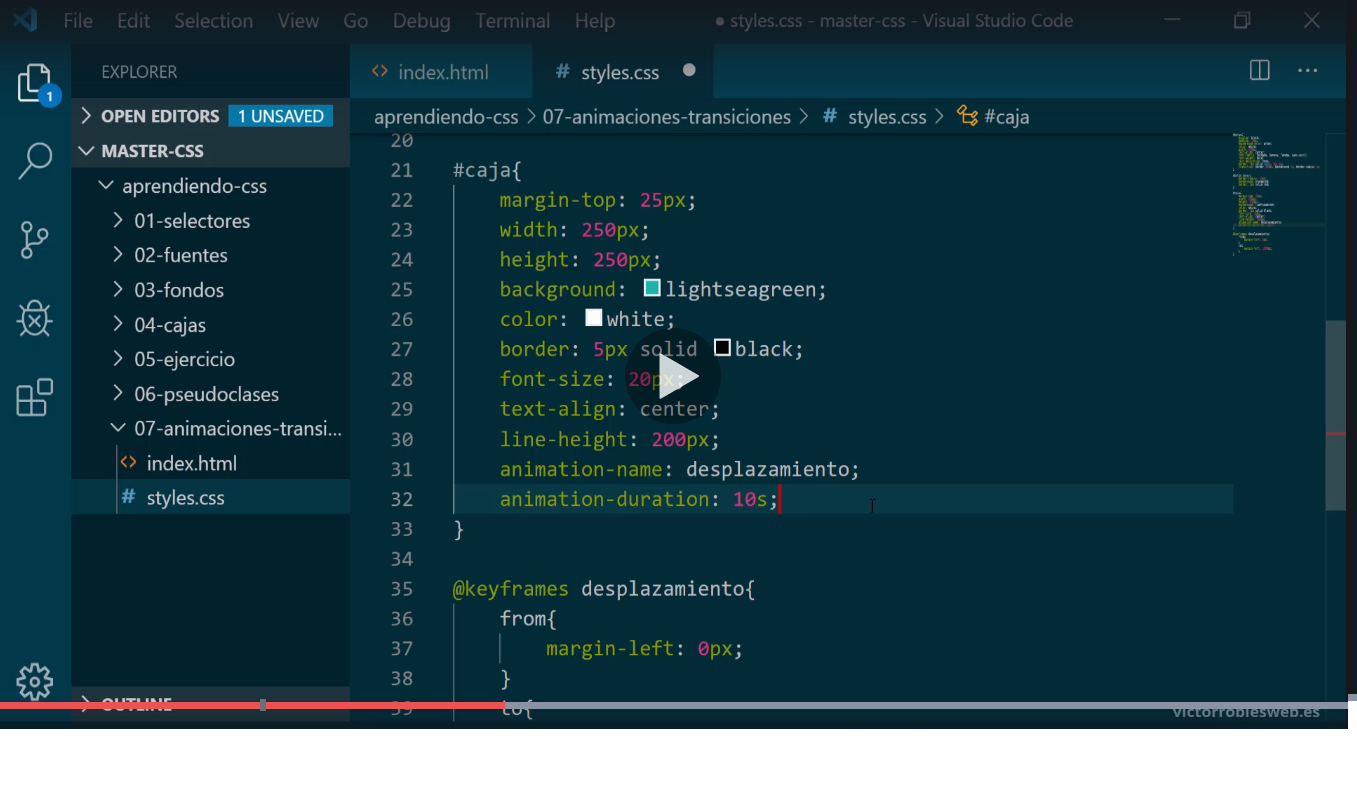 File Edit Selection View Go Debug Terminal Help ● styles.css - master-css - Visual Studio Code
EXPLORER
index.html
# styles.css
1
OPEN EDITORS 1 UNSAVED
MASTER-CSS
aprendiendo-css
01-selectores
02-fuentes
03-fondos
04-cajas
05-ejercicio
06-pseudoclases
07-animaciones-transi...
index.html
# styles.css
OUTLINE
aprendiendo-css > 07-animaciones-transiciones > # styles.css > #caja
20
21 #caja{
22 margin-top: 25px;
23 width: 250px;
24 height: 250px;
25 background: lightseagreen;
26 color: white;
27 border: 5px solid black;
28 font-size: 20px;
29 text-align: center;
30 line-height: 200px;
31 animation-name: desplazamiento;
32 animation-duration: 10s;
33 }
34
35 @keyframes desplazamiento{
36 from{
37 margin-left: 0px;
38 }
39 to{
victorroblesweb.es